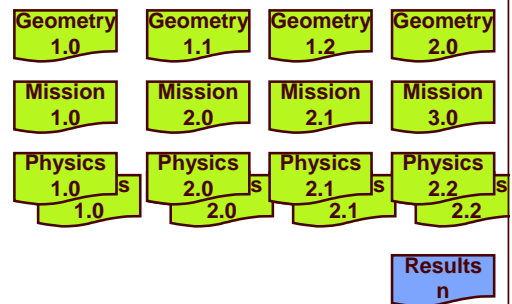 Geometry Geometry Geometry Geometry
1.0 1.1 1.2 2.0
Mission Mission Mission Mission
1.0 2.0 2.1 3.0
Physics Physics Physics Physics
1.0 s 2.0 s 2.1 s 2.2 s
1.0 2.0 2.1 2.2
Results
n